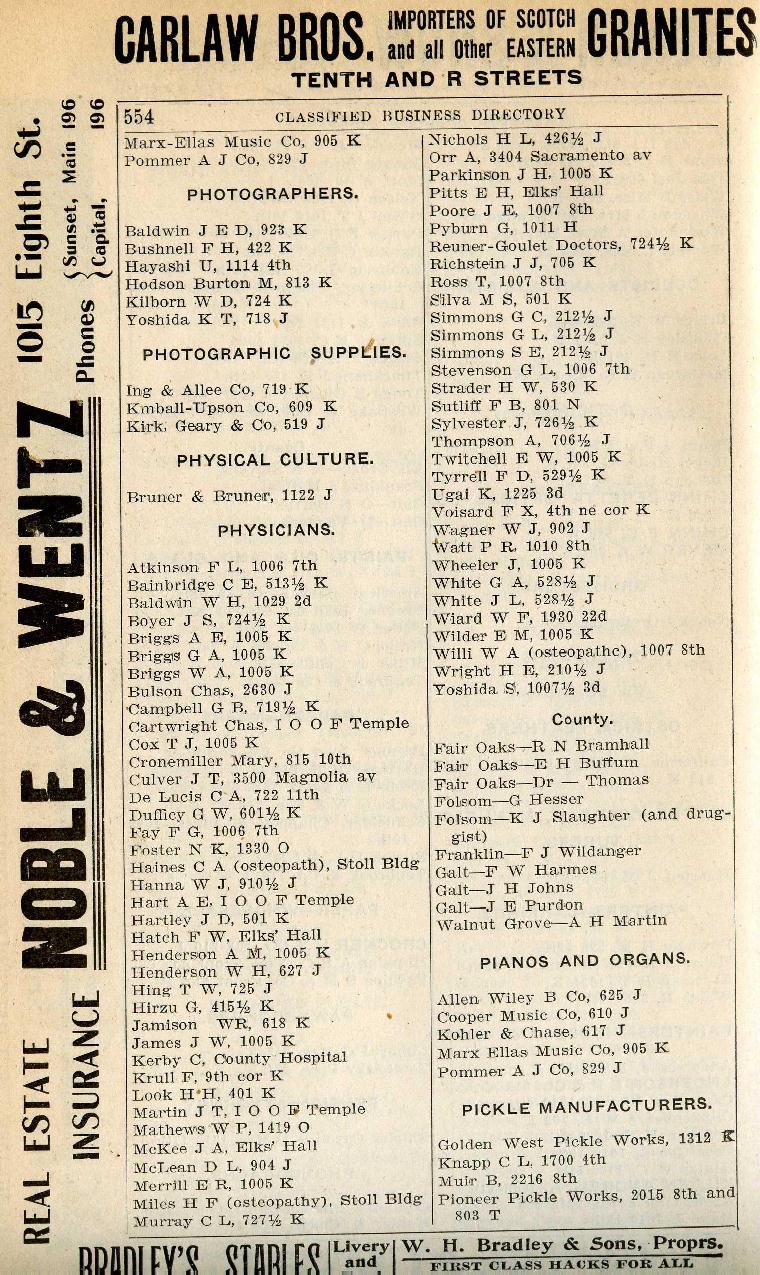 CARLAW BROS. IMPORTERS OF SCOTCH and all Other EASTERN GRANITES
TENTH AND R STREETS
REAL ESTATE
INSURANCE
NOBLE & WENTZ
1015 Eighth St.
Phones { Sunset, Main 196
Capital, 196
554 CLASSIFIED BUSINESS DIRECTORY
Marx-Ellas Music Co, 905 K
Pommer A J Co, 829 J
PHOTOGRAPHERS.
Baldwin J E D, 923 K
Bushnell F H, 422 K
Hayashi U, 1114 4th
Hodson Burton M, 813 K
Kilborn W D, 724 K
Yoshida K T, 718 J
PHOTOGRAPHIC SUPPLIES.
Ing & Allee Co, 719 K
Kmball-Upson Co, 609 K
Kirk, Geary & Co, 519 J
PHYSICAL CULTURE.
Bruner & Bruner, 1122 J
PHYSICIANS.
Atkinson F L, 1006 7th
Bainbridge C E, 513½ K
Baldwin W H, 1029 2d
Boyer J S, 724½ K
Briggs A E, 1005 K
Briggs G A, 1005 K
Briggs W A, 1005 K
Bulson Chas, 2630 J
Campbell G B, 719½ K
Cartwright Chas, I O O F Temple
Cox T J, 1005 K
Cronemiller Mary, 815 10th
Culver J T, 3500 Magnolia av
De Lucis C A, 722 11th
Dufficy G W, 601½ K
Fay F G, 1006 7th
Foster N K, 1330 O
Haines C A (osteopath), Stoll Bldg
Hanna W J, 910½ J
Hart A E, I O O F Temple
Hartley J D, 501 K
Hatch F W, Elks' Hall
Henderson A M, 1005 K
Henderson W H, 627 J
Hing T W, 725 J
Hirzu G, 415½ K
Jamison WR, 618 K
James J W, 1005 K
Kerby C, County Hospital
Krull F, 9th cor K
Look H H, 401 K
Martin J T, I O O F Temple
Mathews W P, 1419 O
McKee J A, Elks' Hall
McLean D L, 904 J
Merrill E R, 1005 K
Miles H F (osteopathy), Stoll Bldg
Murray C L, 727½ K
Nichols H L, 426½ J
Orr A, 3404 Sacramento av
Parkinson J H, 1005 K
Pitts E H, Elks' Hall
Poore J E, 1007 8th
Pyburn G, 1011 H
Reuner-Goulet Doctors, 724½ K
Richstein J J, 705 K
Ross T, 1007 8th
Silva M S, 501 K
Simmons G C, 212½ J
Simmons G L, 212½ J
Simmons S E, 212½ J
Stevenson G L, 1006 7th
Strader H W, 530 K
Sutliff F B, 801 N
Sylvester J, 726½ K
Thompson A, 706½ J
Twitchell E W, 1005 K
Tyrrell F D, 529½ K
Ugai K, 1225 3d
Voisard F X, 4th ne cor K
Wagner W J, 902 J
Watt P R, 1010 8th
Wheeler J, 1005 K
White G A, 528½ J
White J L, 528½ J
Wiard W F, 1930 22d
Wilder E M, 1005 K
Willi W A (osteopathc), 1007 8th
Wright H E, 210½ J
Yoshida S, 1007½ 3d
County.
Fair Oaks—R N Bramhall
Fair Oaks—E H Buffum
Fair Oaks—Dr — Thomas
Folsom—G Hesser
Folsom—K J Slaughter (and drug-
gist)
Franklin—F J Wildanger
Galt—F W Harmes
Galt—J H Johns
Galt—J E Purdon
Walnut Grove—A H Martin
PIANOS AND ORGANS.
Allen Wiley B Co, 625 J
Cooper Music Co, 610 J
Kohler & Chase, 617 J
Marx Ellas Music Co, 905 K
Pommer A J Co, 829 J
PICKLE MANUFACTURERS.
Golden West Pickle Works, 1312 K
Knapp C L, 1700 4th
Muir B, 2216 8th
Pioneer Pickle Works, 2015 8th and
803 T
BRADLEY'S STABLES Livery and
W. H. Bradley & Sons, Proprs.
FIRST CLASS HACKS FOR ALL